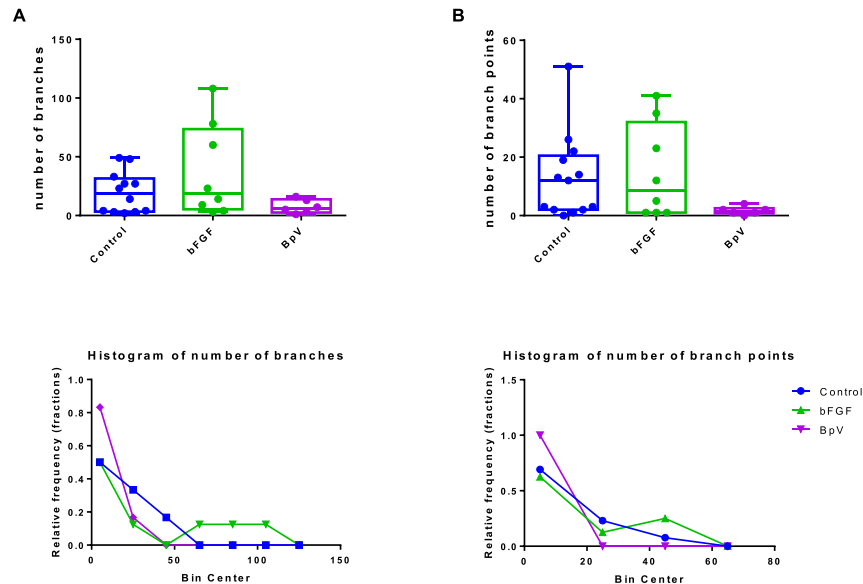 A
number of branches
150
100
50
0
Control
bFGF
BpV
B
number of branch points
60
40
20
0
Control
bFGF
BpV
Histogram of number of branches
Relative frequency (fractions)
1.0
0.8
0.6
0.4
0.2
0.0
0
50
100
150
Bin Center
Histogram of number of branch points
Relative frequency (fractions)
1.5
1.0
0.5
0.0
0
20
40
60
80
Bin Center
Control
bFGF
BpV